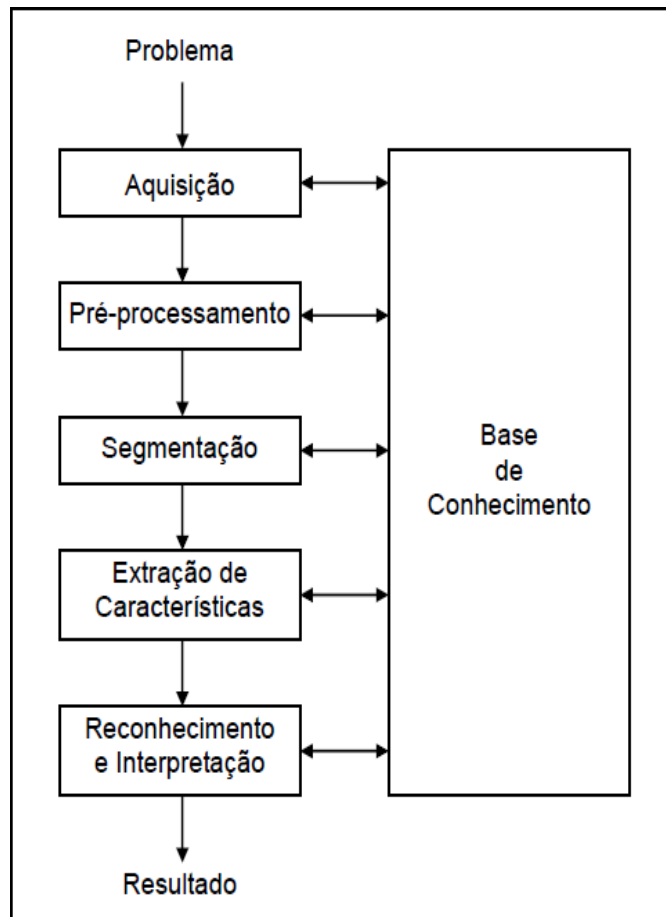 Problema
Aquisição
Pré-processamento
Segmentação
Extração de
Características
Reconhecimento
e Interpretação
Resultado
Base
de
Conhecimento